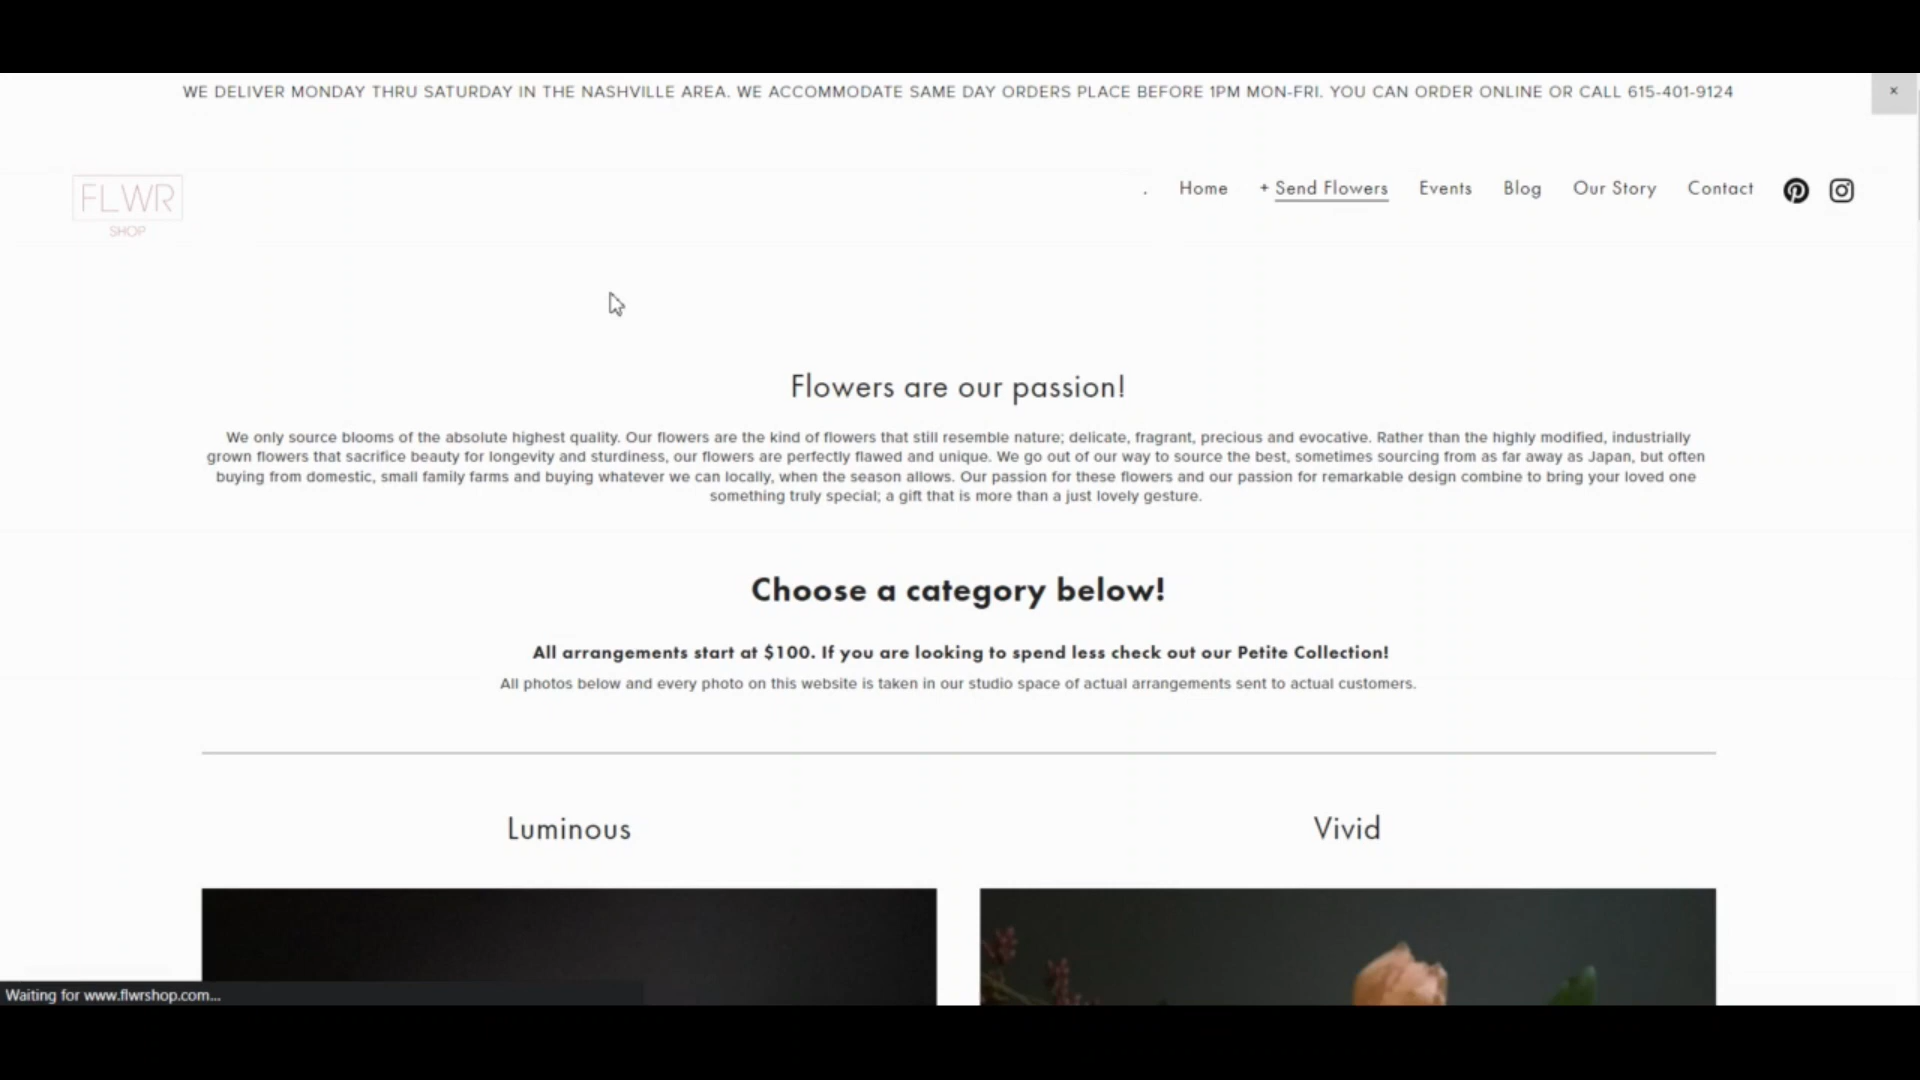 WE DELIVER MONDAY THRU SATURDAY IN THE NASHVILLE AREA. WE ACCOMMODATE SAME DAY ORDERS PLACE BEFORE 1PM MON-FRI. YOU CAN ORDER ONLINE OR CALL 615-401-9124 ×
FLWR
SHOP
. Home + Send Flowers Events Blog Our Story Contact
Flowers are our passion!
We only source blooms of the absolute highest quality. Our flowers are the kind of flowers that still resemble nature; delicate, fragrant, precious and evocative. Rather than the highly modified, industrially
grown flowers that sacrifice beauty for longevity and sturdiness, our flowers are perfectly flawed and unique. We go out of our way to source the best, sometimes sourcing from as far away as Japan, but often
buying from domestic, small family farms and buying whatever we can locally, when the season allows. Our passion for these flowers and our passion for remarkable design combine to bring your loved one
something truly special; a gift that is more than a just lovely gesture.
Choose a category below!
All arrangements start at $100. If you are looking to spend less check out our Petite Collection!
All photos below and every photo on this website is taken in our studio space of actual arrangements sent to actual customers.
Luminous
Vivid
Waiting for www.flwrshop.com...